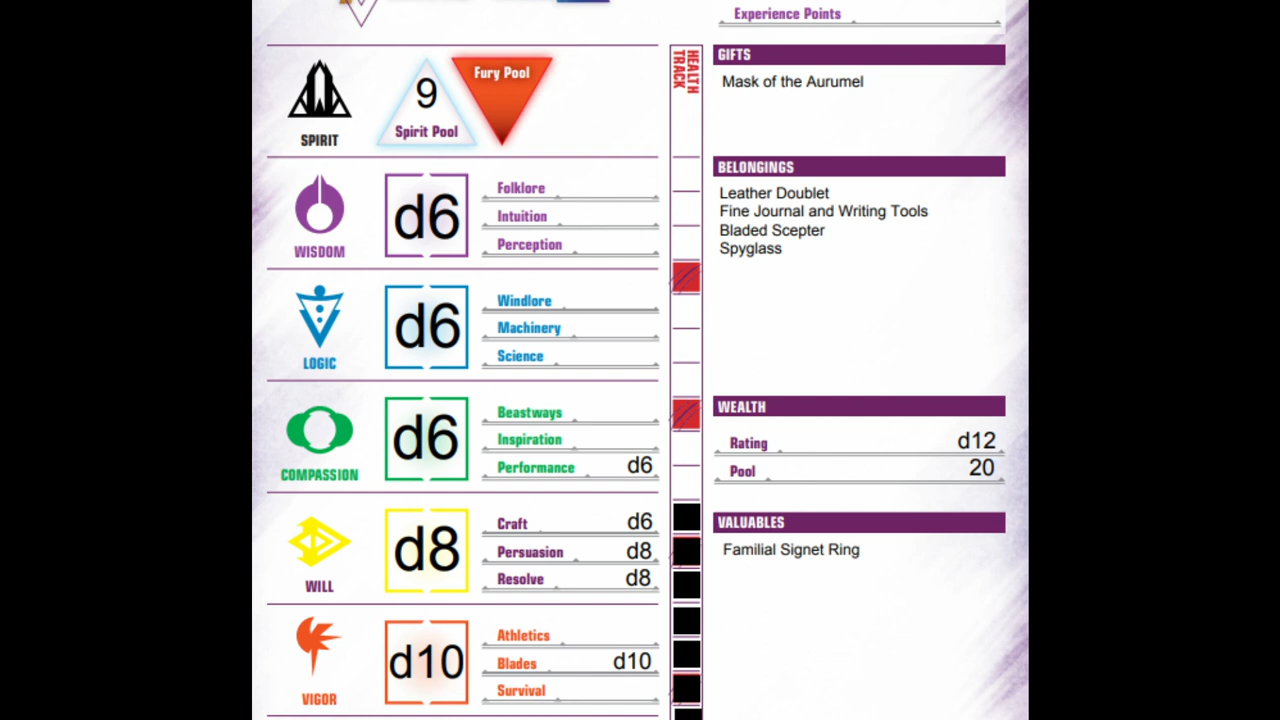 Experience Points
HEALTH TRACK
GIFTS
Mask of the Aurumel
SPIRIT
9
Spirit Pool
Fury Pool
BELONGINGS
Leather Doublet
Fine Journal and Writing Tools
Bladed Scepter
Spyglass
WISDOM
d6
Folklore
Intuition
Perception
LOGIC
d6
Windlore
Machinery
Science
COMPASSION
d6
Beastways
Inspiration
Performance d6
WEALTH
Rating d12
Pool 20
WILL
d8
Craft d6
Persuasion d8
Resolve d8
VALUABLES
Familial Signet Ring
VIGOR
d10
Athletics
Blades d10
Survival